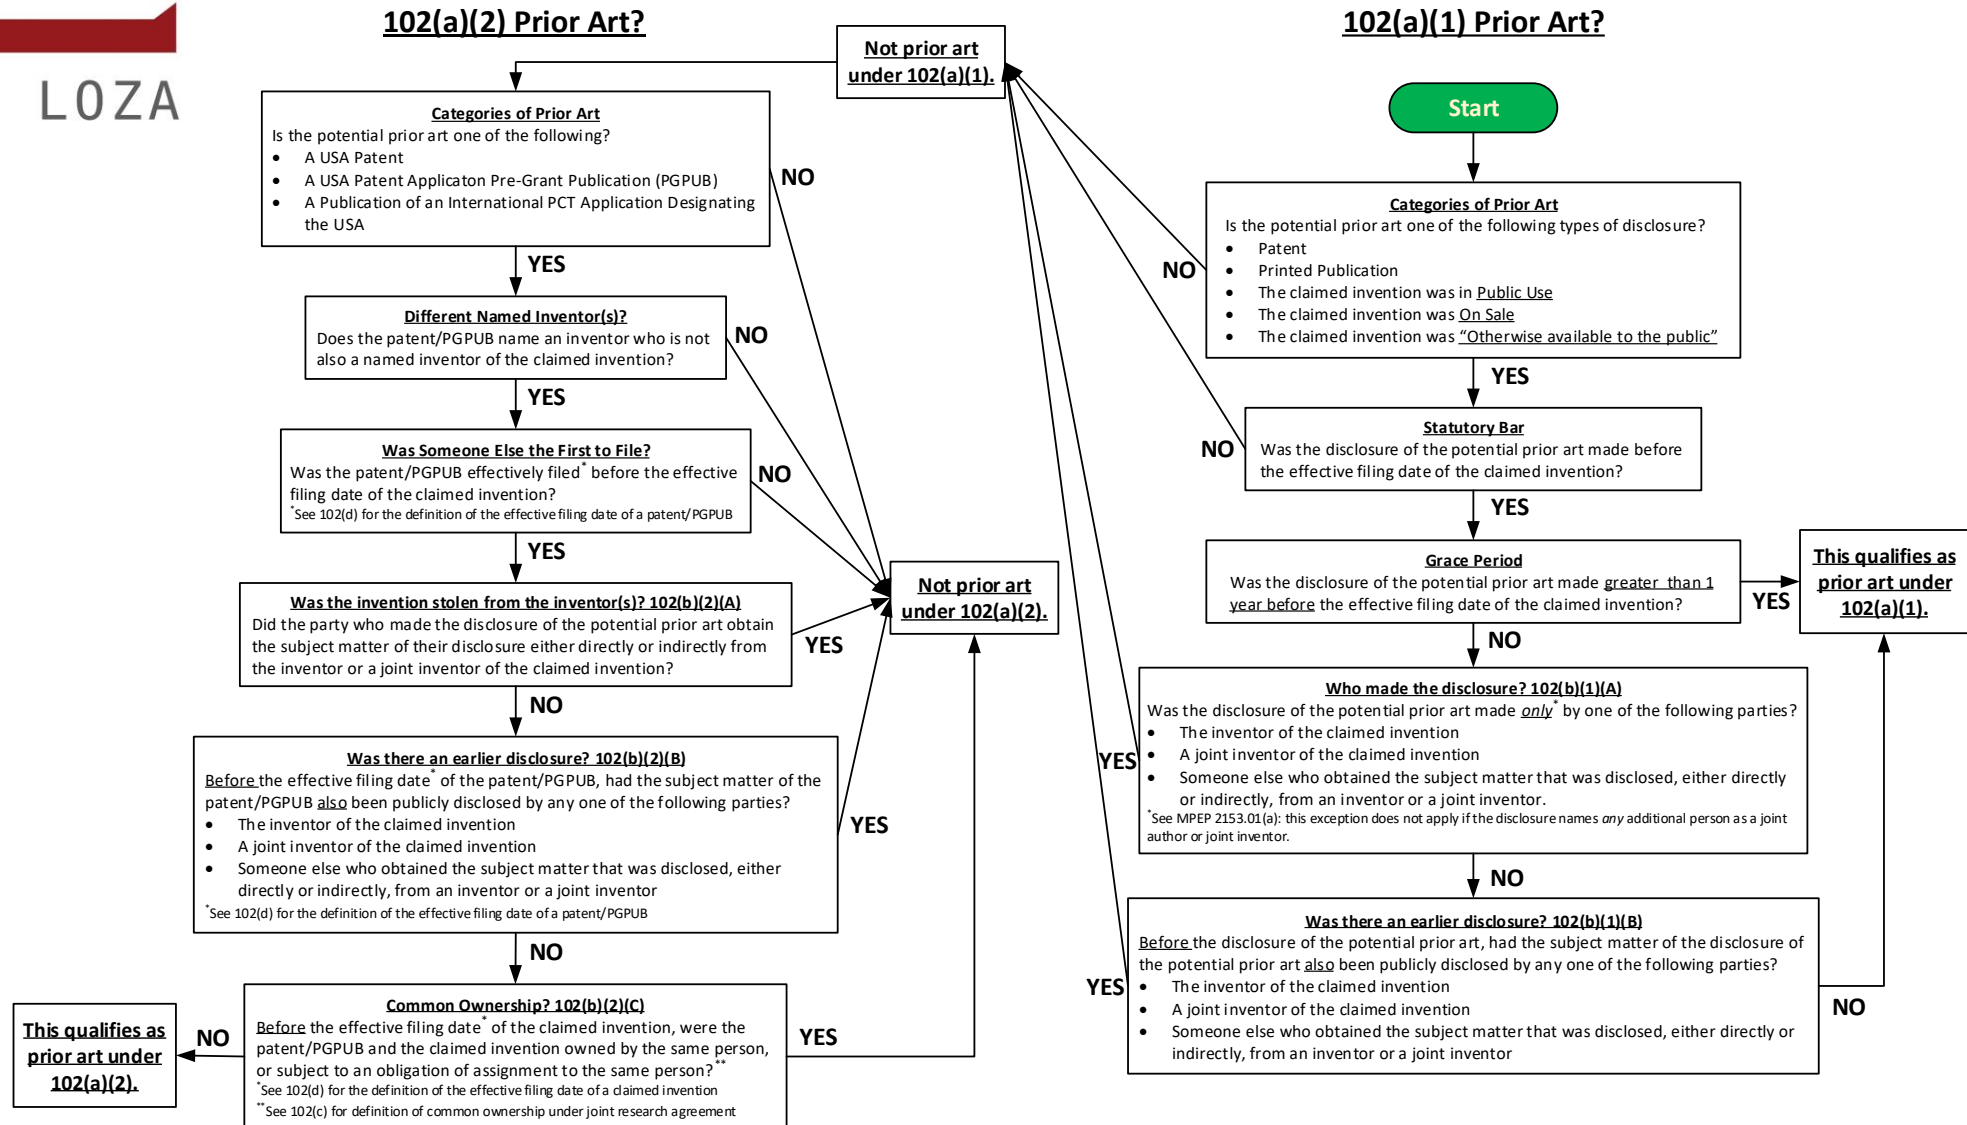 LOZA
102(a)(2) Prior Art?
Not prior art
under 102(a)(1).
102(a)(1) Prior Art?
Start
Categories of Prior Art
Is the potential prior art one of the following?
• A USA Patent
• A USA Patent Applicaton Pre-Grant Publication (PGPUB)
• A Publication of an International PCT Application Designating
the USA
NO
YES
Different Named Inventor(s)?
Does the patent/PGPUB name an inventor who is not
also a named inventor of the claimed invention?
NO
YES
Was Someone Else the First to File?
Was the patent/PGPUB effectively filed* before the effective
filing date of the claimed invention?
*See 102(d) for the definition of the effective filing date of a patent/PGPUB
NO
YES
Was the invention stolen from the inventor(s)? 102(b)(2)(A)
Did the party who made the disclosure of the potential prior art obtain
the subject matter of their disclosure either directly or indirectly from
the inventor or a joint inventor of the claimed invention?
YES
NO
Not prior art
under 102(a)(2).
Was there an earlier disclosure? 102(b)(2)(B)
Before the effective filing date* of the patent/PGPUB, had the subject matter of the
patent/PGPUB also been publicly disclosed by any one of the following parties?
• The inventor of the claimed invention
• A joint inventor of the claimed invention
• Someone else who obtained the subject matter that was disclosed, either
directly or indirectly, from an inventor or a joint inventor
*See 102(d) for the definition of the effective filing date of a patent/PGPUB
YES
NO
Common Ownership? 102(b)(2)(C)
Before the effective filing date* of the claimed invention, were the
patent/PGPUB and the claimed invention owned by the same person,
or subject to an obligation of assignment to the same person?**
*See 102(d) for the definition of the effective filing date of a claimed invention
**See 102(c) for definition of common ownership under joint research agreement
YES
NO
This qualifies as
prior art under
102(a)(2).
Categories of Prior Art
Is the potential prior art one of the following types of disclosure?
• Patent
• Printed Publication
• The claimed invention was in Public Use
• The claimed invention was On Sale
• The claimed invention was "Otherwise available to the public"
NO
YES
Statutory Bar
Was the disclosure of the potential prior art made before
the effective filing date of the claimed invention?
NO
YES
Grace Period
Was the disclosure of the potential prior art made greater than 1
year before the effective filing date of the claimed invention?
YES
NO
This qualifies as
prior art under
102(a)(1).
Who made the disclosure? 102(b)(1)(A)
Was the disclosure of the potential prior art made only* by one of the following parties?
• The inventor of the claimed invention
• A joint inventor of the claimed invention
• Someone else who obtained the subject matter that was disclosed, either directly
or indirectly, from an inventor or a joint inventor.
*See MPEP 2153.01(a): this exception does not apply if the disclosure names any additional person as a joint
author or joint inventor.
YES
NO
Was there an earlier disclosure? 102(b)(1)(B)
Before the disclosure of the potential prior art, had the subject matter of the disclosure of
the potential prior art also been publicly disclosed by any one of the following parties?
• The inventor of the claimed invention
• A joint inventor of the claimed invention
• Someone else who obtained the subject matter that was disclosed, either directly or
indirectly, from an inventor or a joint inventor
YES
NO